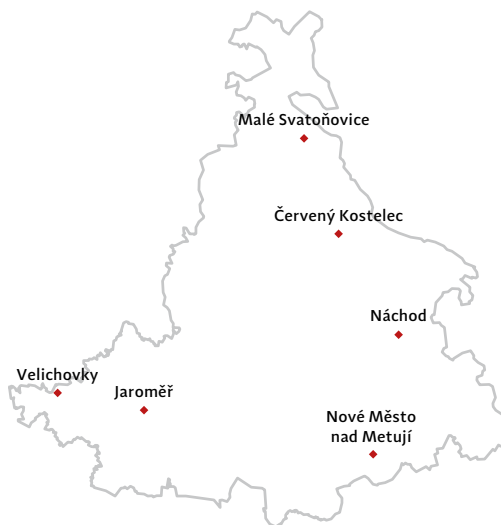 Malé Svatoňovice
Červený Kostelec
Náchod
Velichovky
Jaroměř
Nové Město
nad Metují